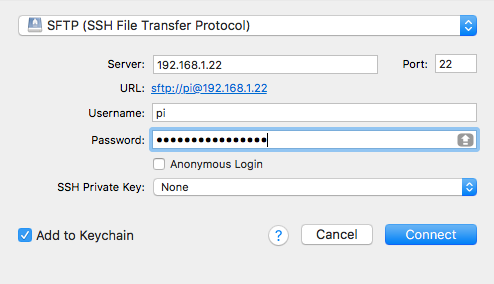 SFTP (SSH File Transfer Protocol)
Server: 192.168.1.22 Port: 22
URL: sftp://pi@192.168.1.22
Username: pi
Password: ••••••••••••••••
Anonymous Login
SSH Private Key: None
Add to Keychain ? Cancel Connect